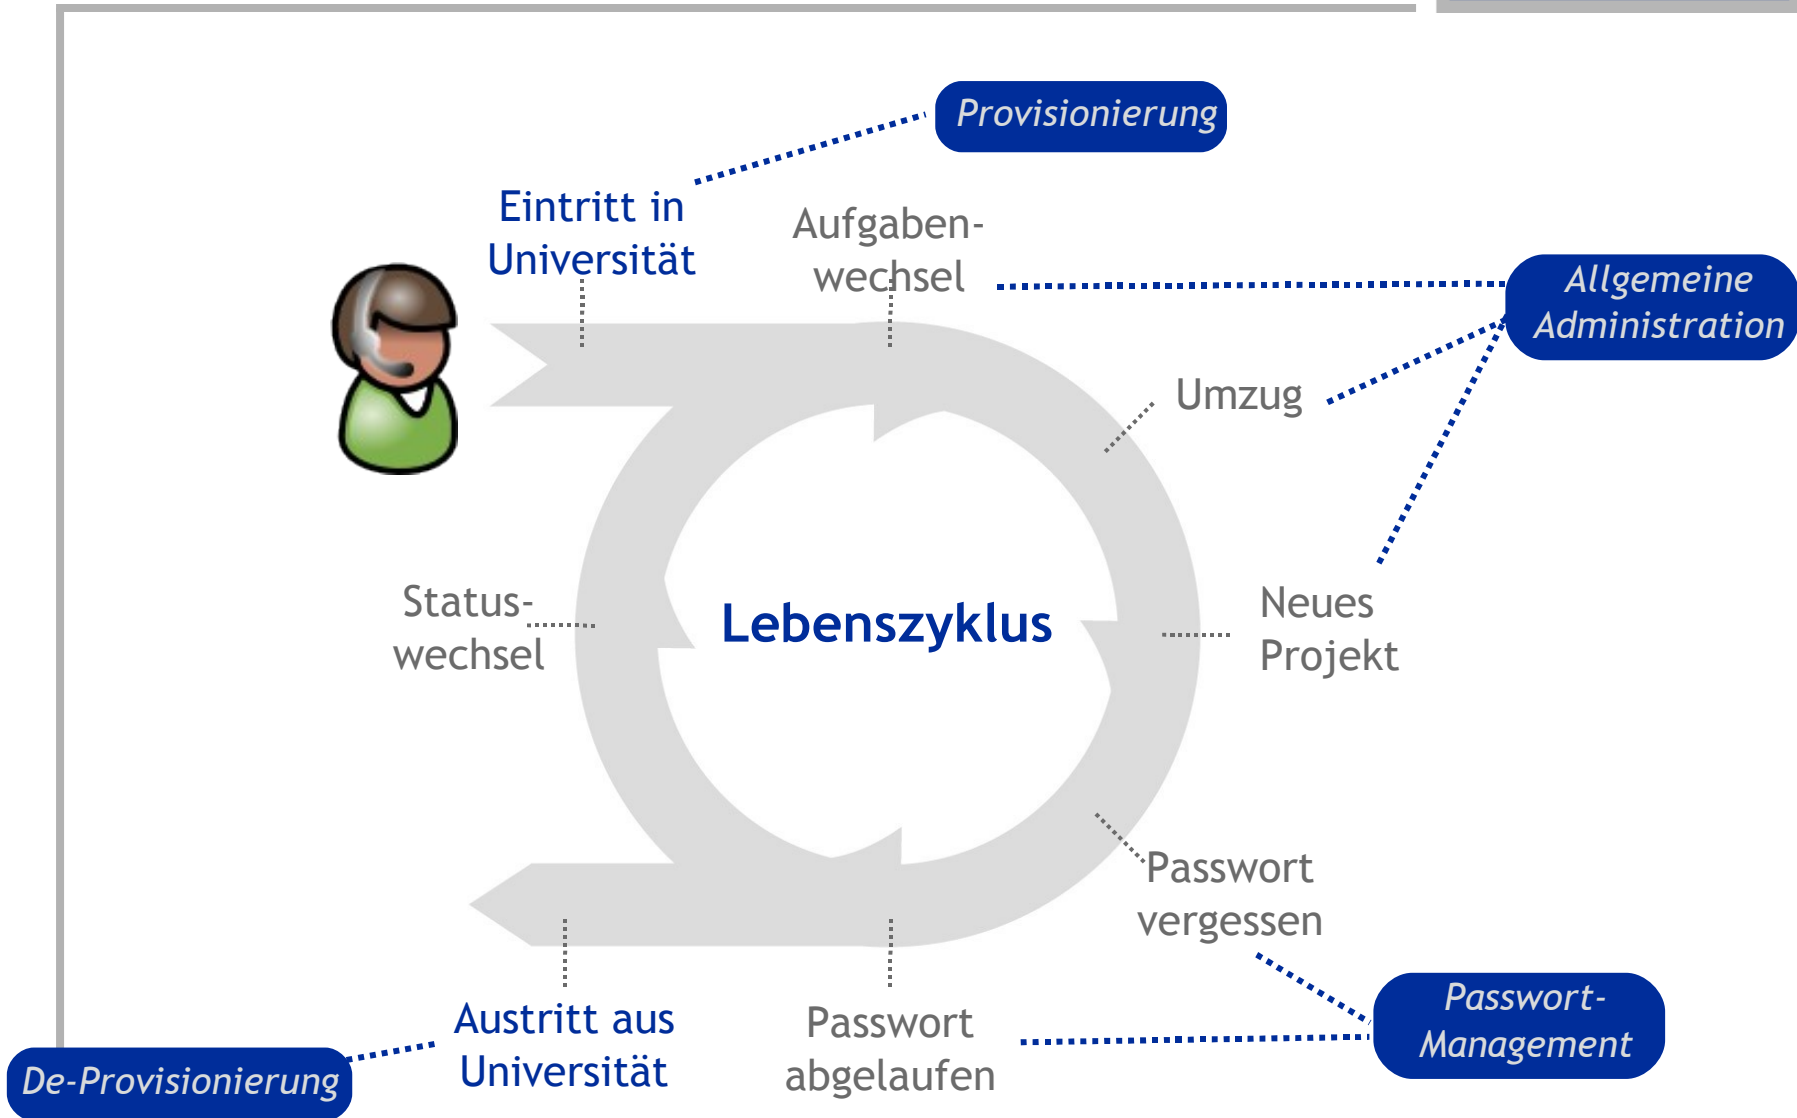 Provisionierung
Eintritt in
Universität
Aufgaben-
wechsel
Allgemeine
Administration
Umzug
Status-
wechsel
Lebenszyklus
Neues
Projekt
Passwort
vergessen
Austritt aus
Universität
Passwort
abgelaufen
Passwort-
Management
De-Provisionierung